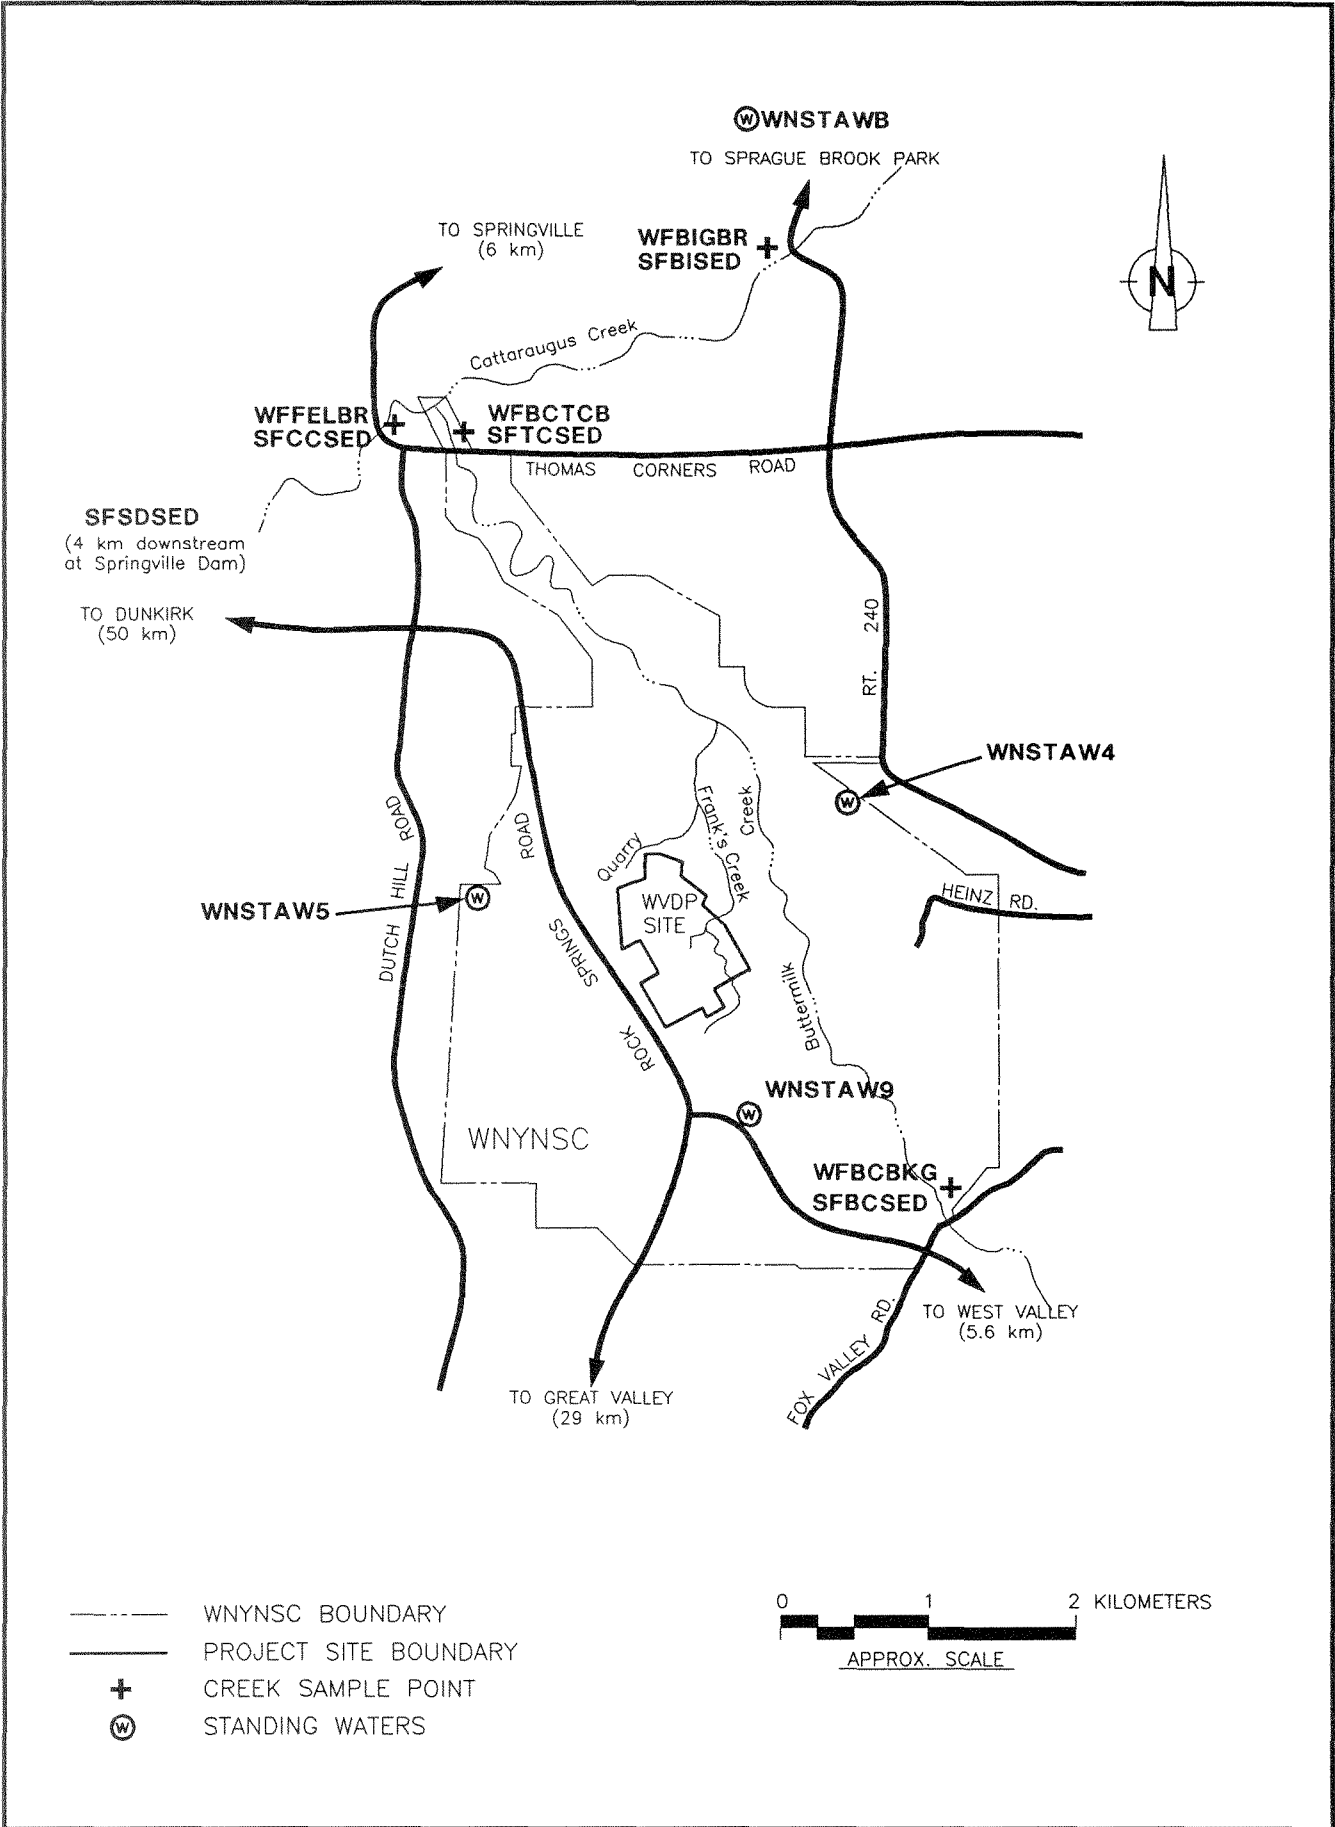 W WNSTAWB
TO SPRAGUE BROOK PARK
TO SPRINGVILLE
(6 km)
WFBIGBR
SFBISED
N
Cattaraugus Creek
WFFELBR
SFCCSED
WFBCTCB
SFTCSED
THOMAS CORNERS ROAD
SFSDSED
(4 km downstream
at Springville Dam)
TO DUNKIRK
(50 km)
RT. 240
WNSTAW4
W
DUTCH HILL ROAD
ROCK SPRINGS ROAD
Quarry
Frank's Creek
Buttermilk Creek
WVDP
SITE
HEINZ RD.
WNSTAW5
W
WNSTAW9
W
WNYNSC
WFBCBKG
SFBCSED
TO WEST VALLEY
(5.6 km)
FOX VALLEY RD.
TO GREAT VALLEY
(29 km)
WNYNSC BOUNDARY
PROJECT SITE BOUNDARY
CREEK SAMPLE POINT
W STANDING WATERS
0 1 2 KILOMETERS
APPROX. SCALE